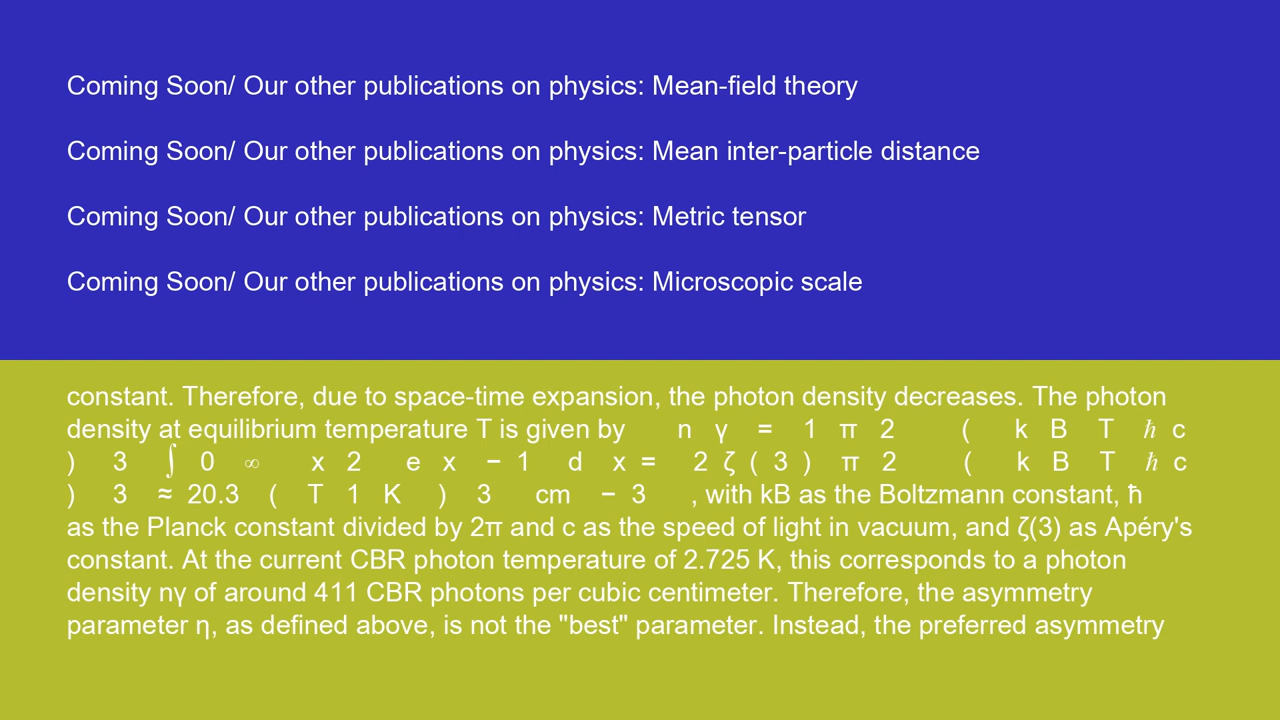 Coming Soon/ Our other publications on physics: Mean-field theory
Coming Soon/ Our other publications on physics: Mean inter-particle distance
Coming Soon/ Our other publications on physics: Metric tensor
Coming Soon/ Our other publications on physics: Microscopic scale
constant. Therefore, due to space-time expansion, the photon density decreases. The photon
density at equilibrium temperature T is given by n γ = 1 π 2 ( k B T ℏ c
) 3 ∫ 0 ∞ x 2 e x − 1 d x = 2 ζ ( 3 ) π 2 ( k B T ℏ c
) 3 ≈ 20.3 ( T 1 K ) 3 cm − 3 , with kB as the Boltzmann constant, ħ
as the Planck constant divided by 2π and c as the speed of light in vacuum, and ζ(3) as Apéry's
constant. At the current CBR photon temperature of 2.725 K, this corresponds to a photon
density nγ of around 411 CBR photons per cubic centimeter. Therefore, the asymmetry
parameter η, as defined above, is not the "best" parameter. Instead, the preferred asymmetry